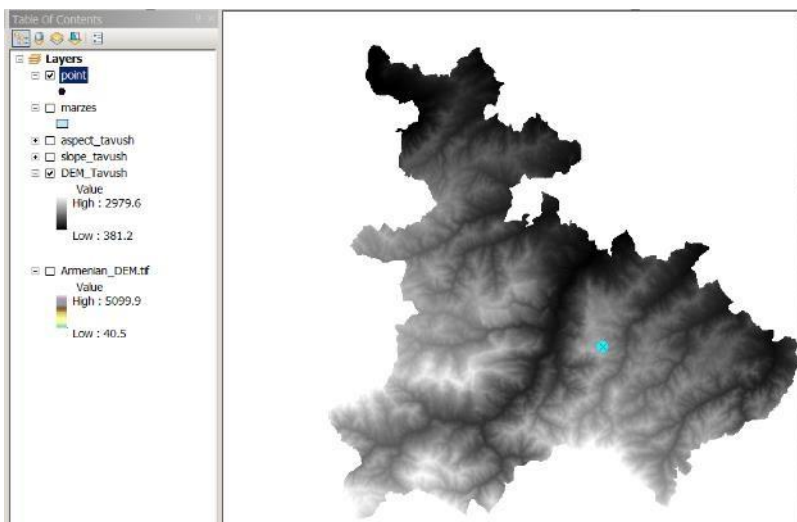 Table Of Contents
Layers
point
marzes
aspect_tavush
slope_tavush
DEM_Tavush
Value
High : 2979.6
Low : 381.2
Armenian_DEM.tif
Value
High : 5099.9
Low : 40.5